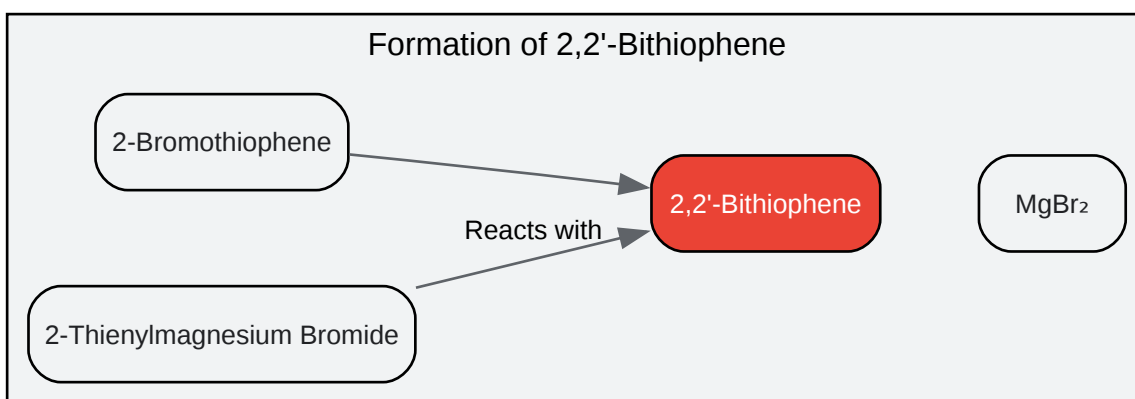 Formation of 2,2'-Bithiophene
2-Bromothiophene
2,2'-Bithiophene
MgBr₂
Reacts with
2-Thienylmagnesium Bromide